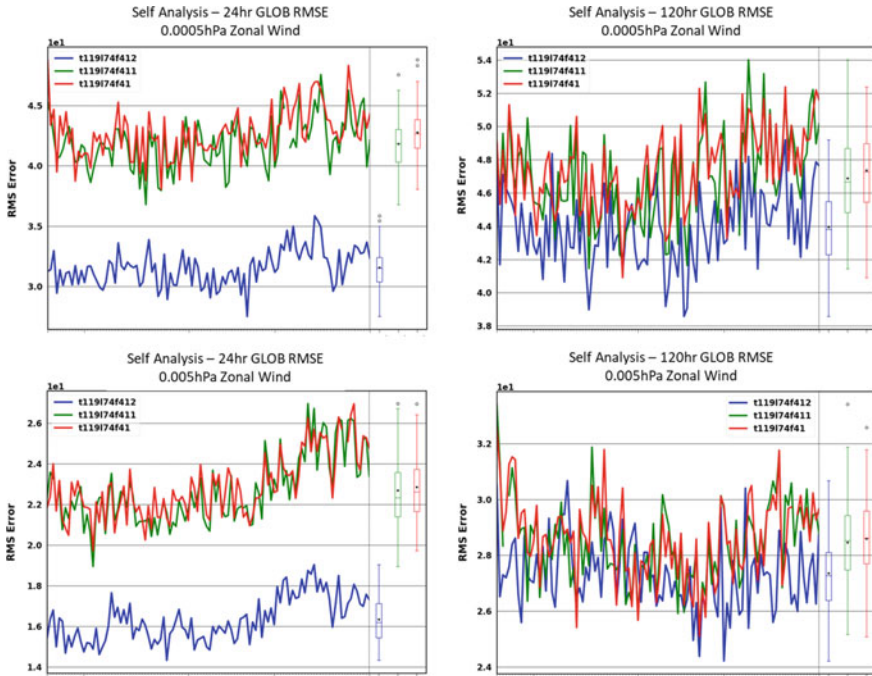 Self Analysis – 24hr GLOB RMSE
0.0005hPa Zonal Wind
1e1
t119l74f412
t119l74f411
t119l74f41
4.5
4.0
3.5
3.0
RMS Error
Self Analysis – 120hr GLOB RMSE
0.0005hPa Zonal Wind
1e1
t119l74f412
t119l74f411
t119l74f41
5.4
5.2
5.0
4.8
4.6
4.4
4.2
4.0
3.8
RMS Error
Self Analysis – 24hr GLOB RMSE
0.005hPa Zonal Wind
1e1
t119l74f412
t119l74f411
t119l74f41
2.6
2.4
2.2
2.0
1.8
1.6
1.4
RMS Error
Self Analysis – 120hr GLOB RMSE
0.005hPa Zonal Wind
1e1
t119l74f412
t119l74f411
t119l74f41
3.2
3.0
2.8
2.6
2.4
RMS Error